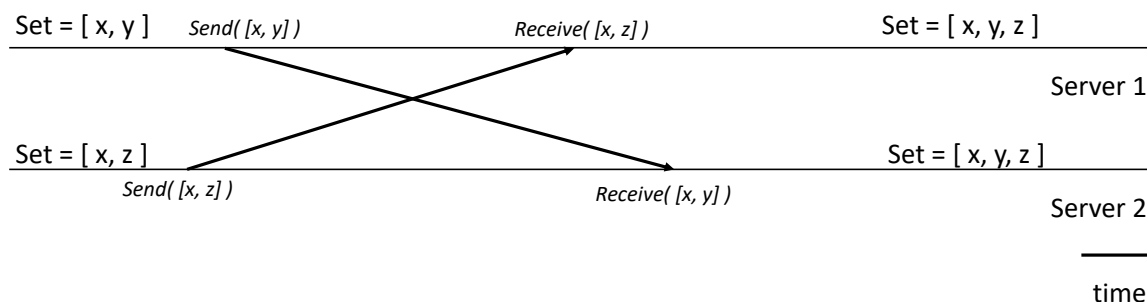 Set = [ x, y ] Send( [x, y] ) Receive( [x, z] ) Set = [ x, y, z ]
Server 1
Set = [ x, z ] Set = [ x, y, z ]
Send( [x, z] ) Receive( [x, y] )
Server 2
time